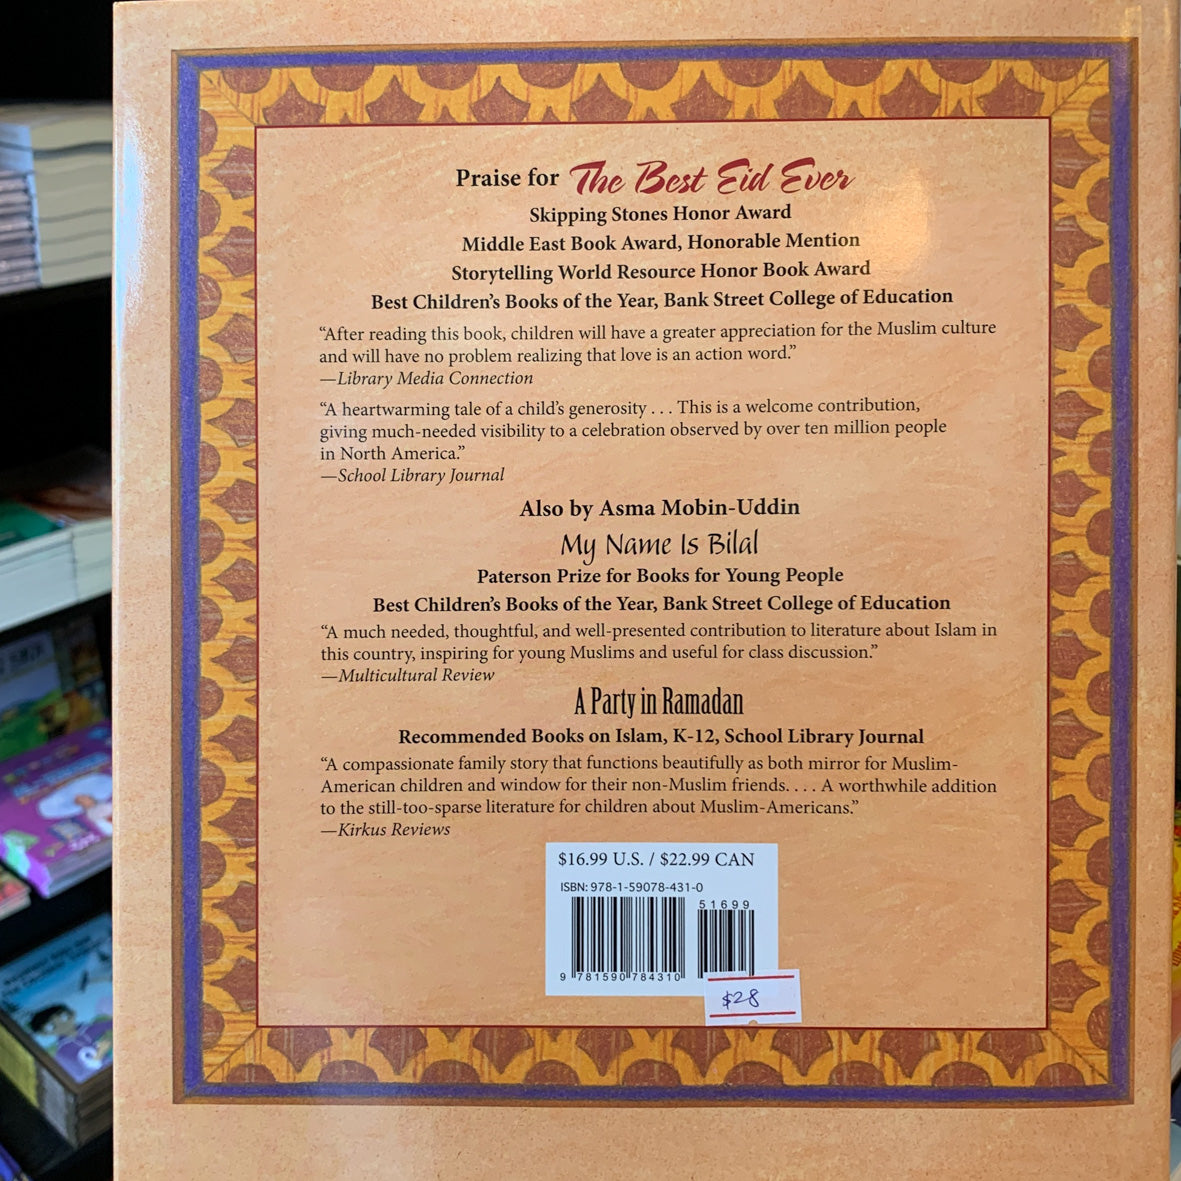 Praise for The Best Eid Ever
Skipping Stones Honor Award
Middle East Book Award, Honorable Mention
Storytelling World Resource Honor Book Award
Best Children's Books of the Year, Bank Street College of Education
“After reading this book, children will have a greater appreciation for the Muslim culture
and will have no problem realizing that love is an action word.”
—Library Media Connection
“A heartwarming tale of a child's generosity . . . This is a welcome contribution,
giving much-needed visibility to a celebration observed by over ten million people
in North America.”
—School Library Journal
Also by Asma Mobin-Uddin
My Name Is Bilal
Paterson Prize for Books for Young People
Best Children's Books of the Year, Bank Street College of Education
“A much needed, thoughtful, and well-presented contribution to literature about Islam in
this country, inspiring for young Muslims and useful for class discussion.”
—Multicultural Review
A Party in Ramadan
Recommended Books on Islam, K-12, School Library Journal
“A compassionate family story that functions beautifully as both mirror for Muslim-
American children and window for their non-Muslim friends. . . . A worthwhile addition
to the still-too-sparse literature for children about Muslim-Americans.”
—Kirkus Reviews
$16.99 U.S. / $22.99 CAN
ISBN: 978-1-59078-431-0
51699
9 781590 784310
$28